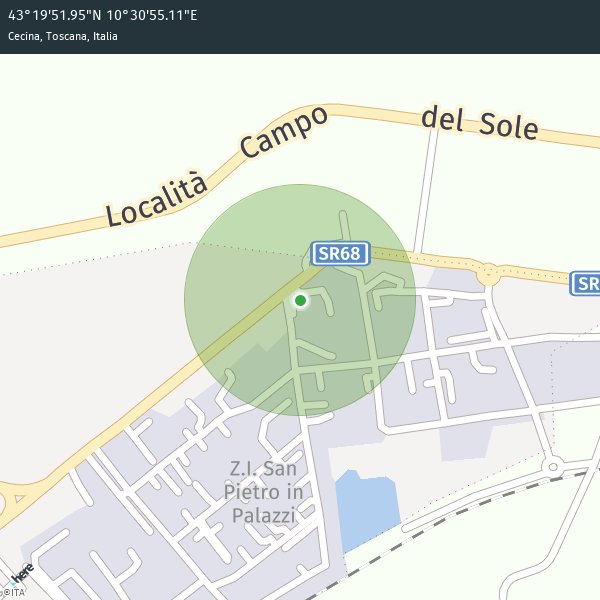 43°19'51.95"N 10°30'55.11"E
Cecina, Toscana, Italia
Località Campo del Sole
SR68
SR
Z.I. San
Pietro in
Palazzi
here
©ITA